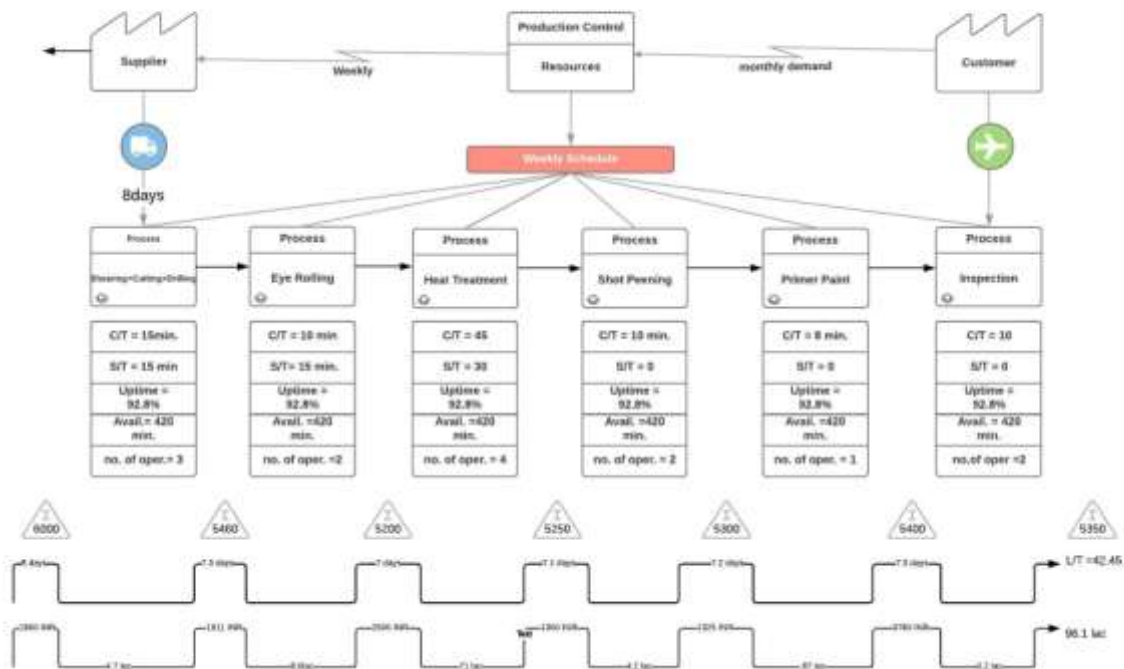 Production Control
Supplier
Resources
Customer
Weekly
monthly demand
Weekly Schedule
8days
Process
Process
Process
Process
Process
Process
Shearing+Cutting+Drilling
Eye Rolling
Heat Treatment
Shot Peening
Primer Paint
Inspection
C/T = 15min.
C/T = 10 min
C/T = 45
C/T = 10 min.
C/T = 8 min.
C/T = 10
S/T = 15 min
S/T= 15 min.
S/T = 30
S/T = 0
S/T = 0
S/T = 0
Uptime =
92.8%
Uptime =
92.8%
Uptime =
92.8%
Uptime =
92.8%
Uptime =
92.8%
Uptime =
92.8%
Avail.= 420
min.
Avail. =420
min.
Avail. =420
min.
Avail. =420
min.
Avail. =420
min.
Avail. = 420
min.
no. of oper.= 3
no. of oper. =2
no. of oper. = 4
no. of oper. = 2
no. of oper. = 1
no.of oper =2
I
6000
I
5460
I
5200
I
5250
I
5300
I
5400
I
5350
7 days
L/T =42.45
Text
96.1 lac